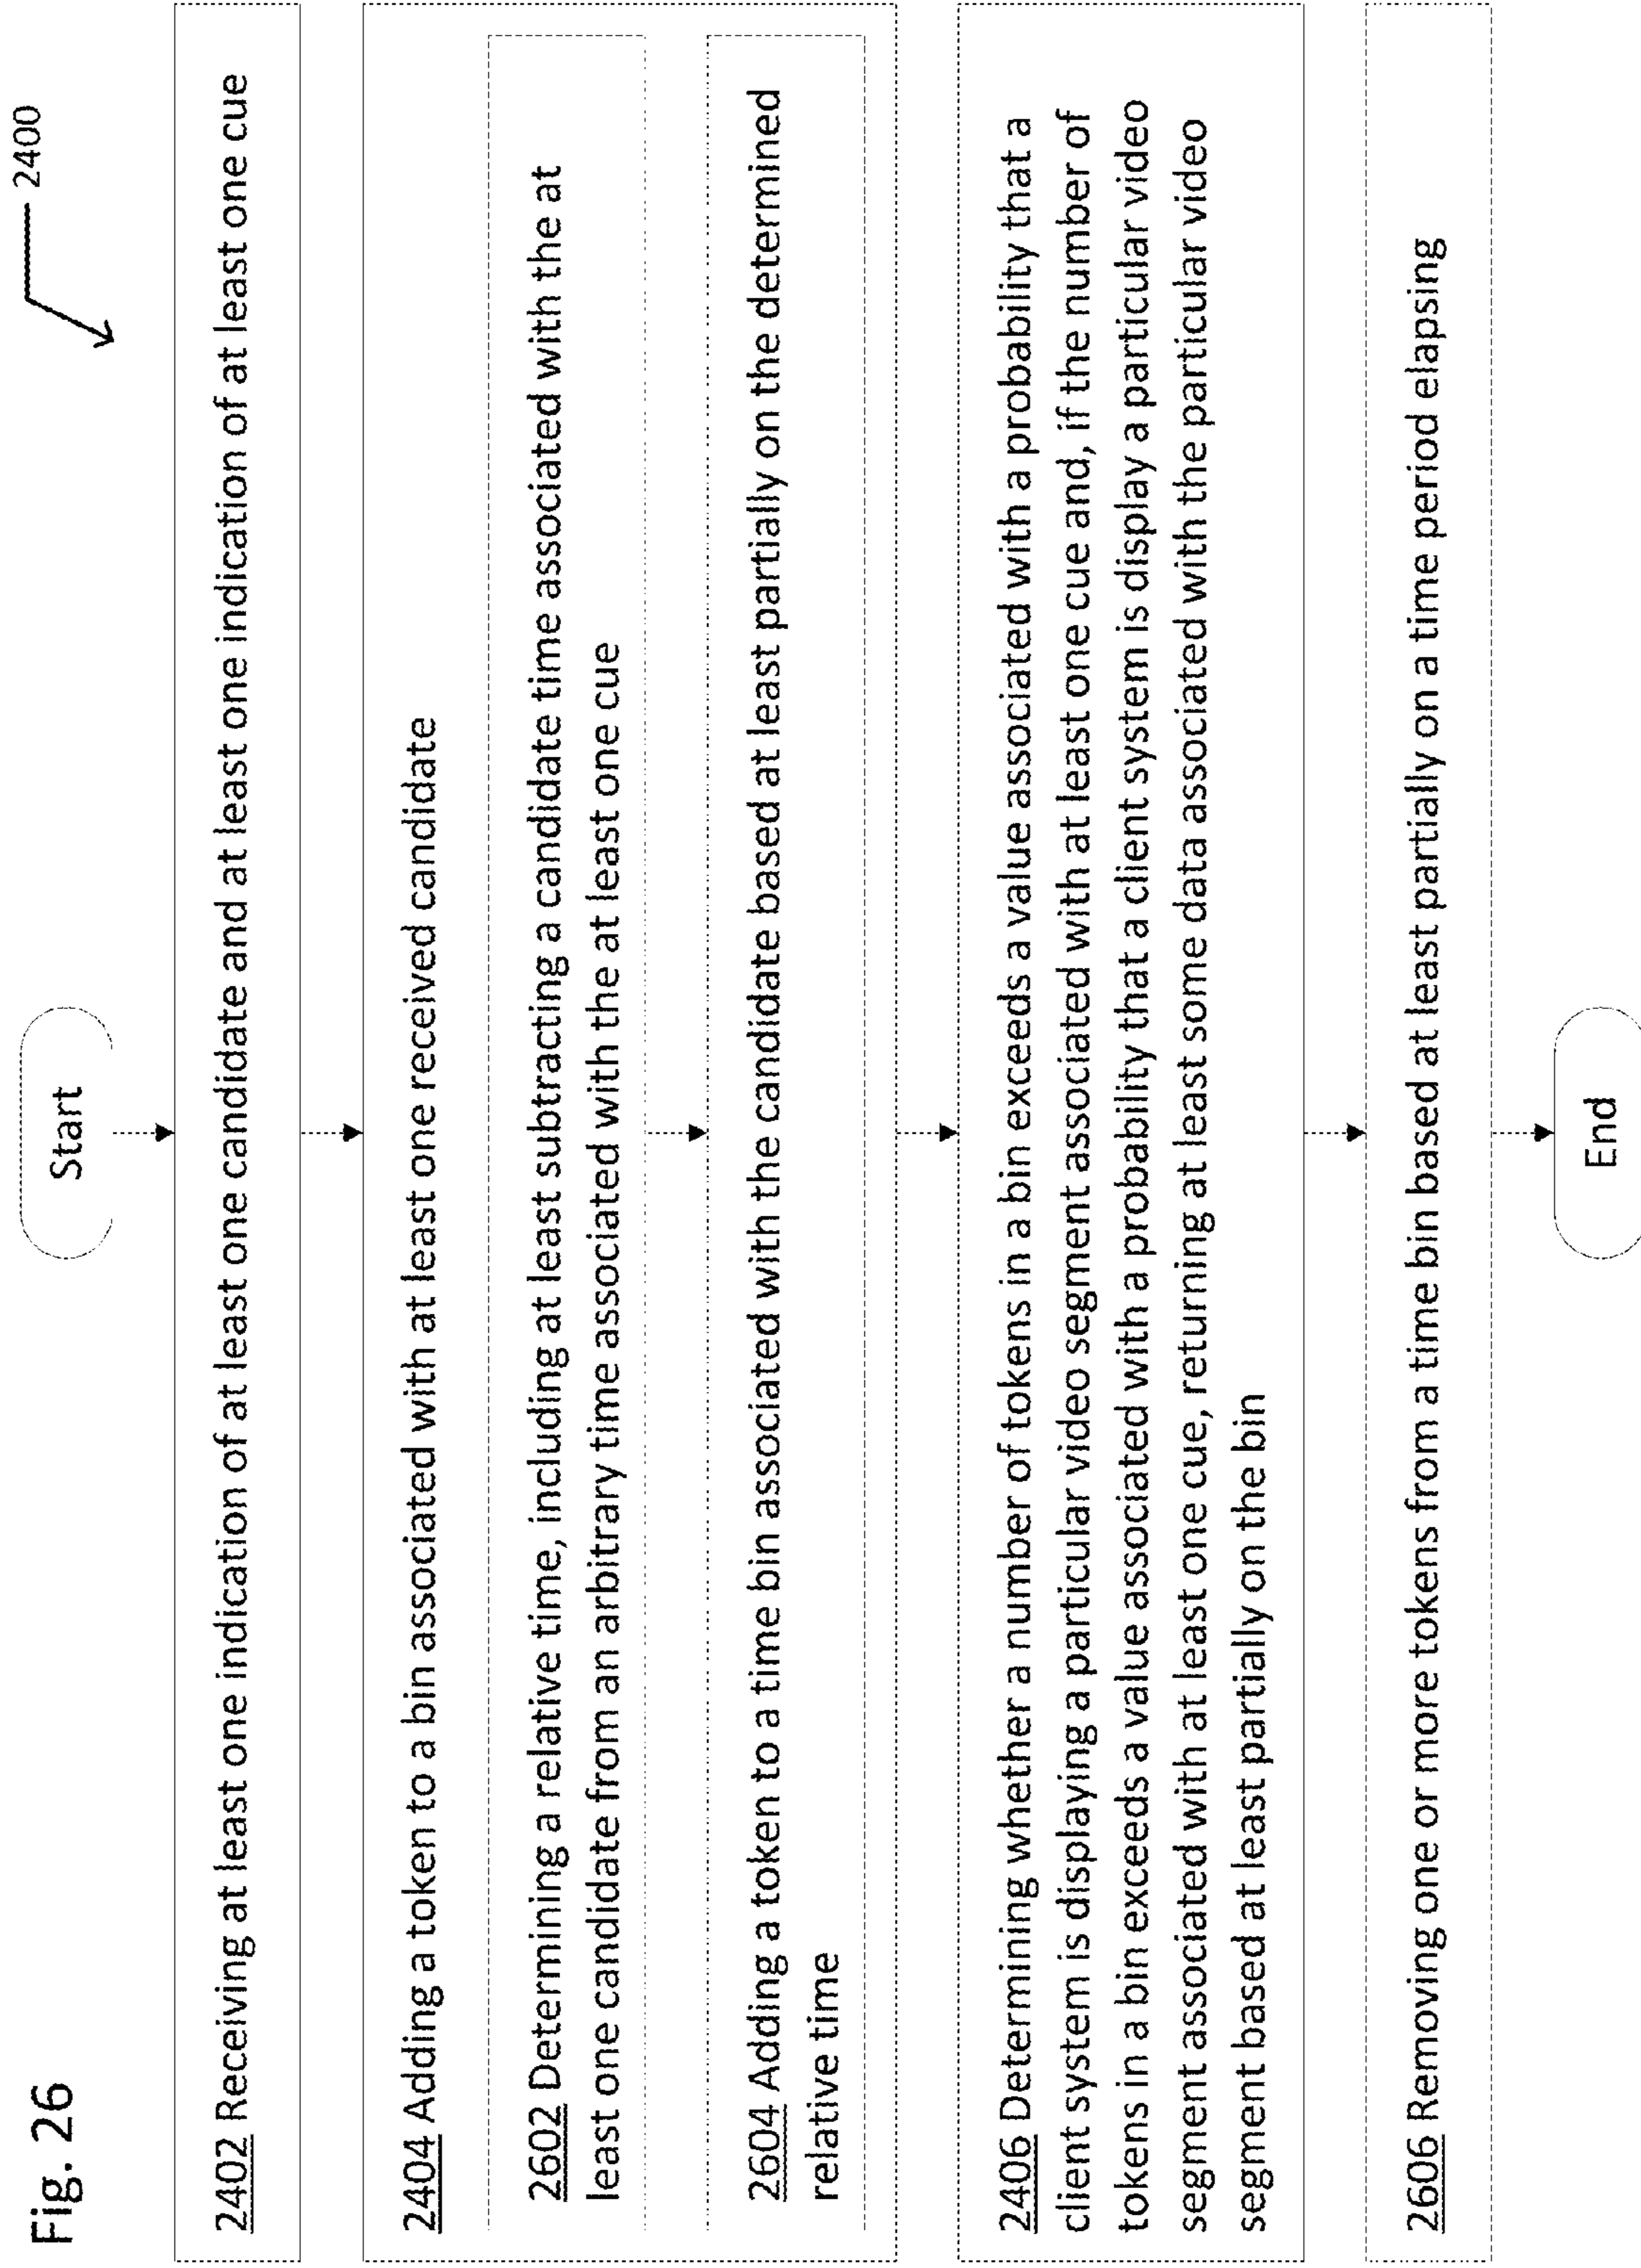 Fig. 26
2400
Start
2402 Receiving at least one indication of at least one candidate and at least one indication of at least one cue
2404 Adding a token to a bin associated with at least one received candidate
2602 Determining a relative time, including at least subtracting a candidate time associated with the at
least one candidate from an arbitrary time associated with the at least one cue
2604 Adding a token to a time bin associated with the candidate based at least partially on the determined
relative time
2406 Determining whether a number of tokens in a bin exceeds a value associated with a probability that a
client system is displaying a particular video segment associated with at least one cue and, if the number of
tokens in a bin exceeds a value associated with a probability that a client system is display a particular video
segment associated with at least one cue, returning at least some data associated with the particular video
segment based at least partially on the bin
2606 Removing one or more tokens from a time bin based at least partially on a time period elapsing
End